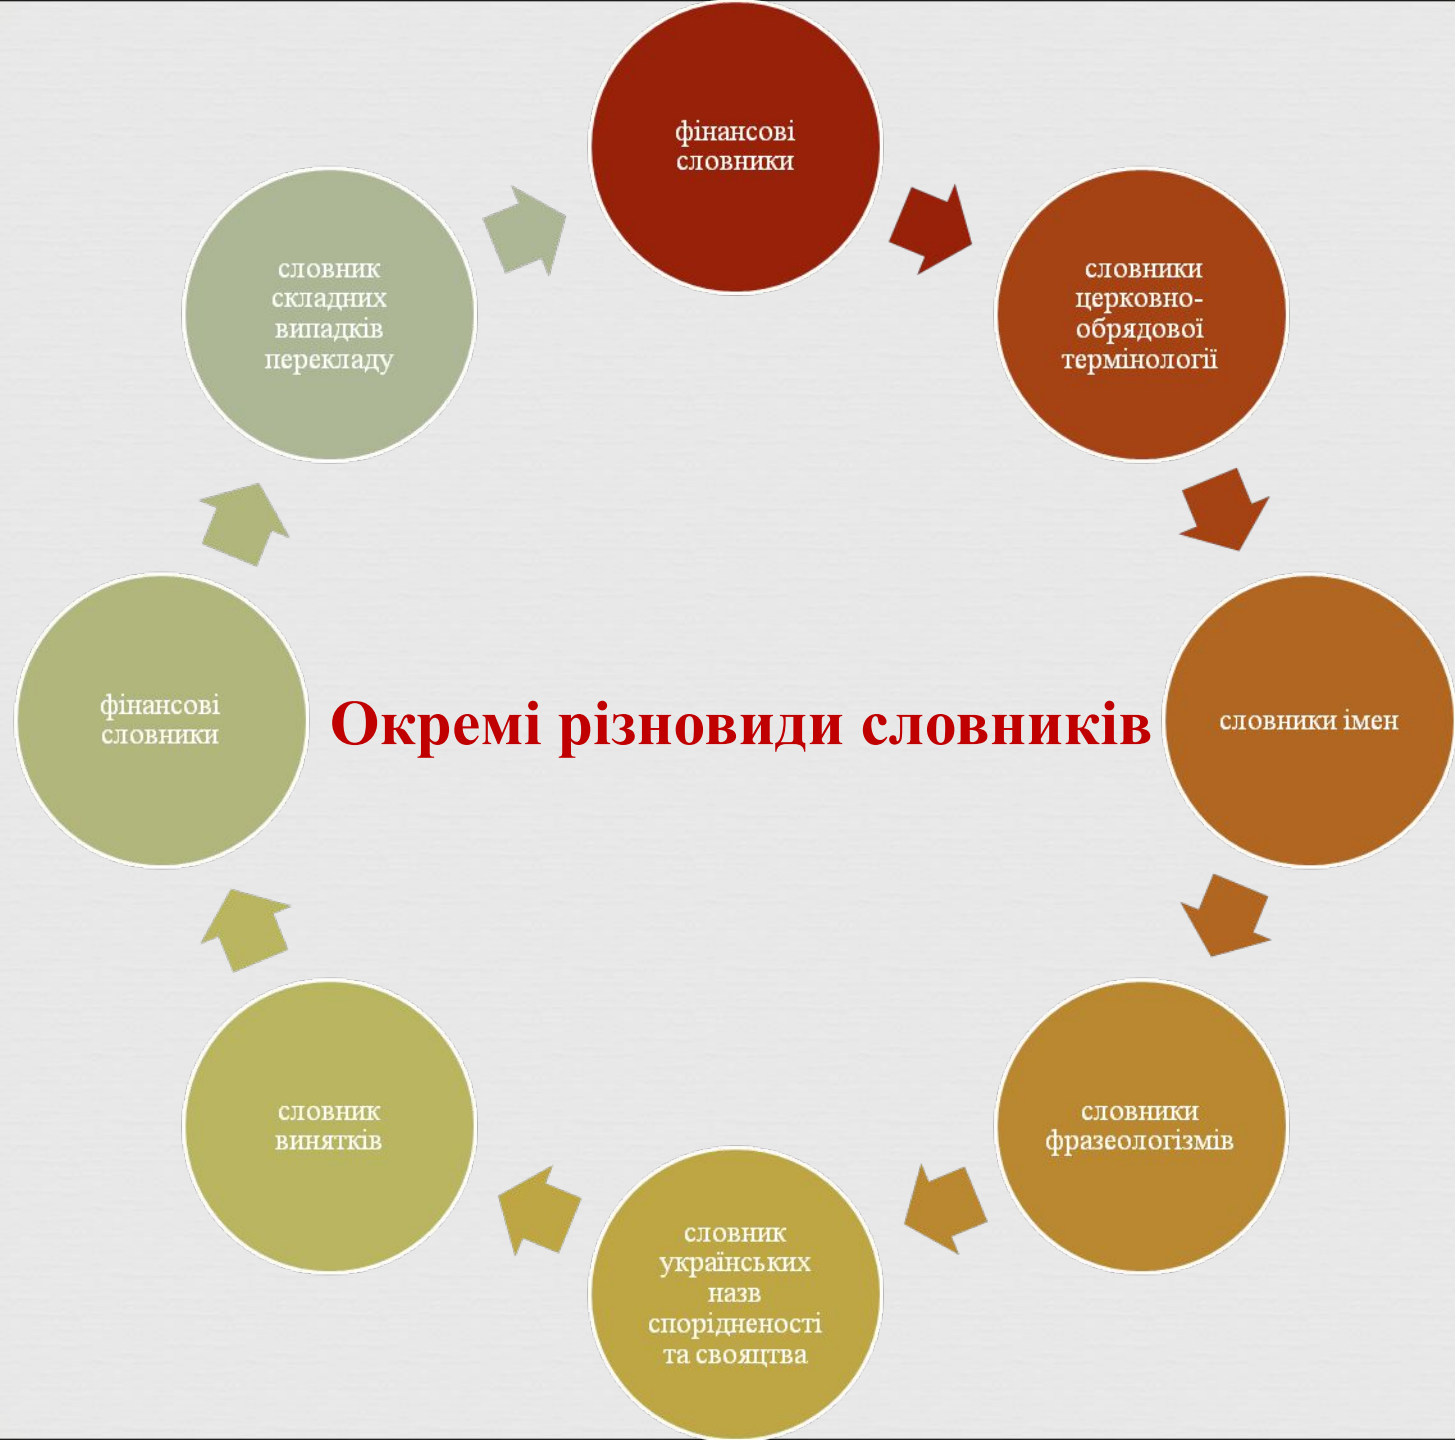 фінансові
словники
словники
церковно-
обрядової
термінології
словники імен
словники
фразеологізмів
словник
українських
назв
спорідненості
та свояцтва
словник
винятків
фінансові
словники
словник
складних
випадків
перекладу
Окремі різновиди словників